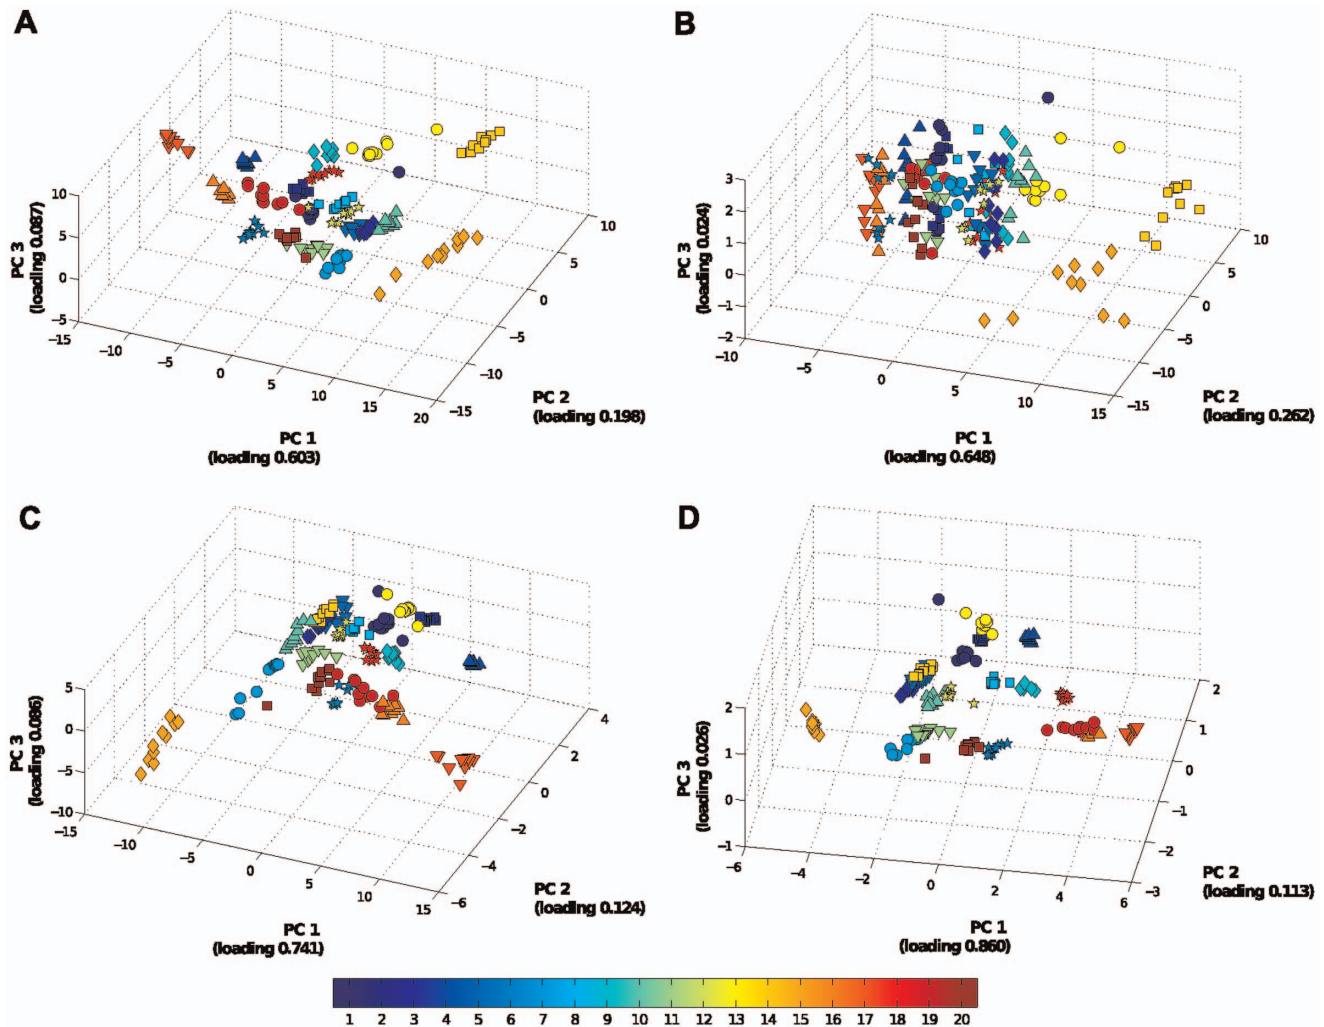 A
10
5
0
−5
PC 3
(loading 0.087)
−15
−10
−5
0
5
10
15
20
PC 1
(loading 0.603)
10
5
0
−5
−10
−15
PC 2
(loading 0.198)
B
3
2
1
0
−1
−2
PC 3
(loading 0.024)
−10
−5
0
5
10
15
PC 1
(loading 0.648)
10
5
0
−5
−10
−15
PC 2
(loading 0.262)
C
5
0
−5
−10
PC 3
(loading 0.086)
−15
−10
−5
0
5
10
15
PC 1
(loading 0.741)
4
2
0
−2
−4
−6
PC 2
(loading 0.124)
D
2
1
0
−1
PC 3
(loading 0.026)
−6
−4
−2
0
2
4
6
PC 1
(loading 0.860)
2
1
0
−1
−2
−3
PC 2
(loading 0.113)
1 2 3 4 5 6 7 8 9 10 11 12 13 14 15 16 17 18 19 20